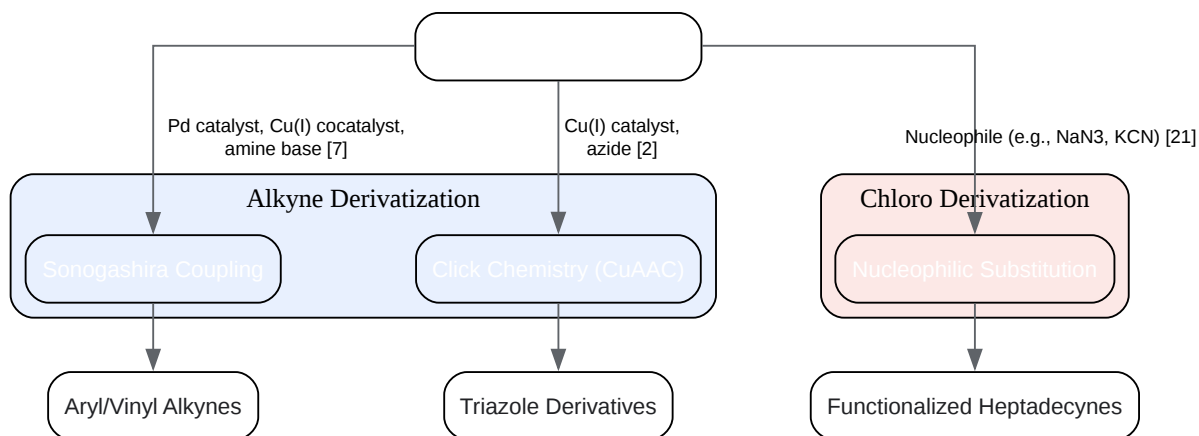 Pd catalyst, Cu(I) cocatalyst,
amine base [7]
Cu(I) catalyst,
azide [2]
Nucleophile (e.g., NaN3, KCN) [21]
Alkyne Derivatization
Chloro Derivatization
Sonogashira Coupling
Click Chemistry (CuAAC)
Nucleophilic Substitution
Aryl/Vinyl Alkynes
Triazole Derivatives
Functionalized Heptadecynes